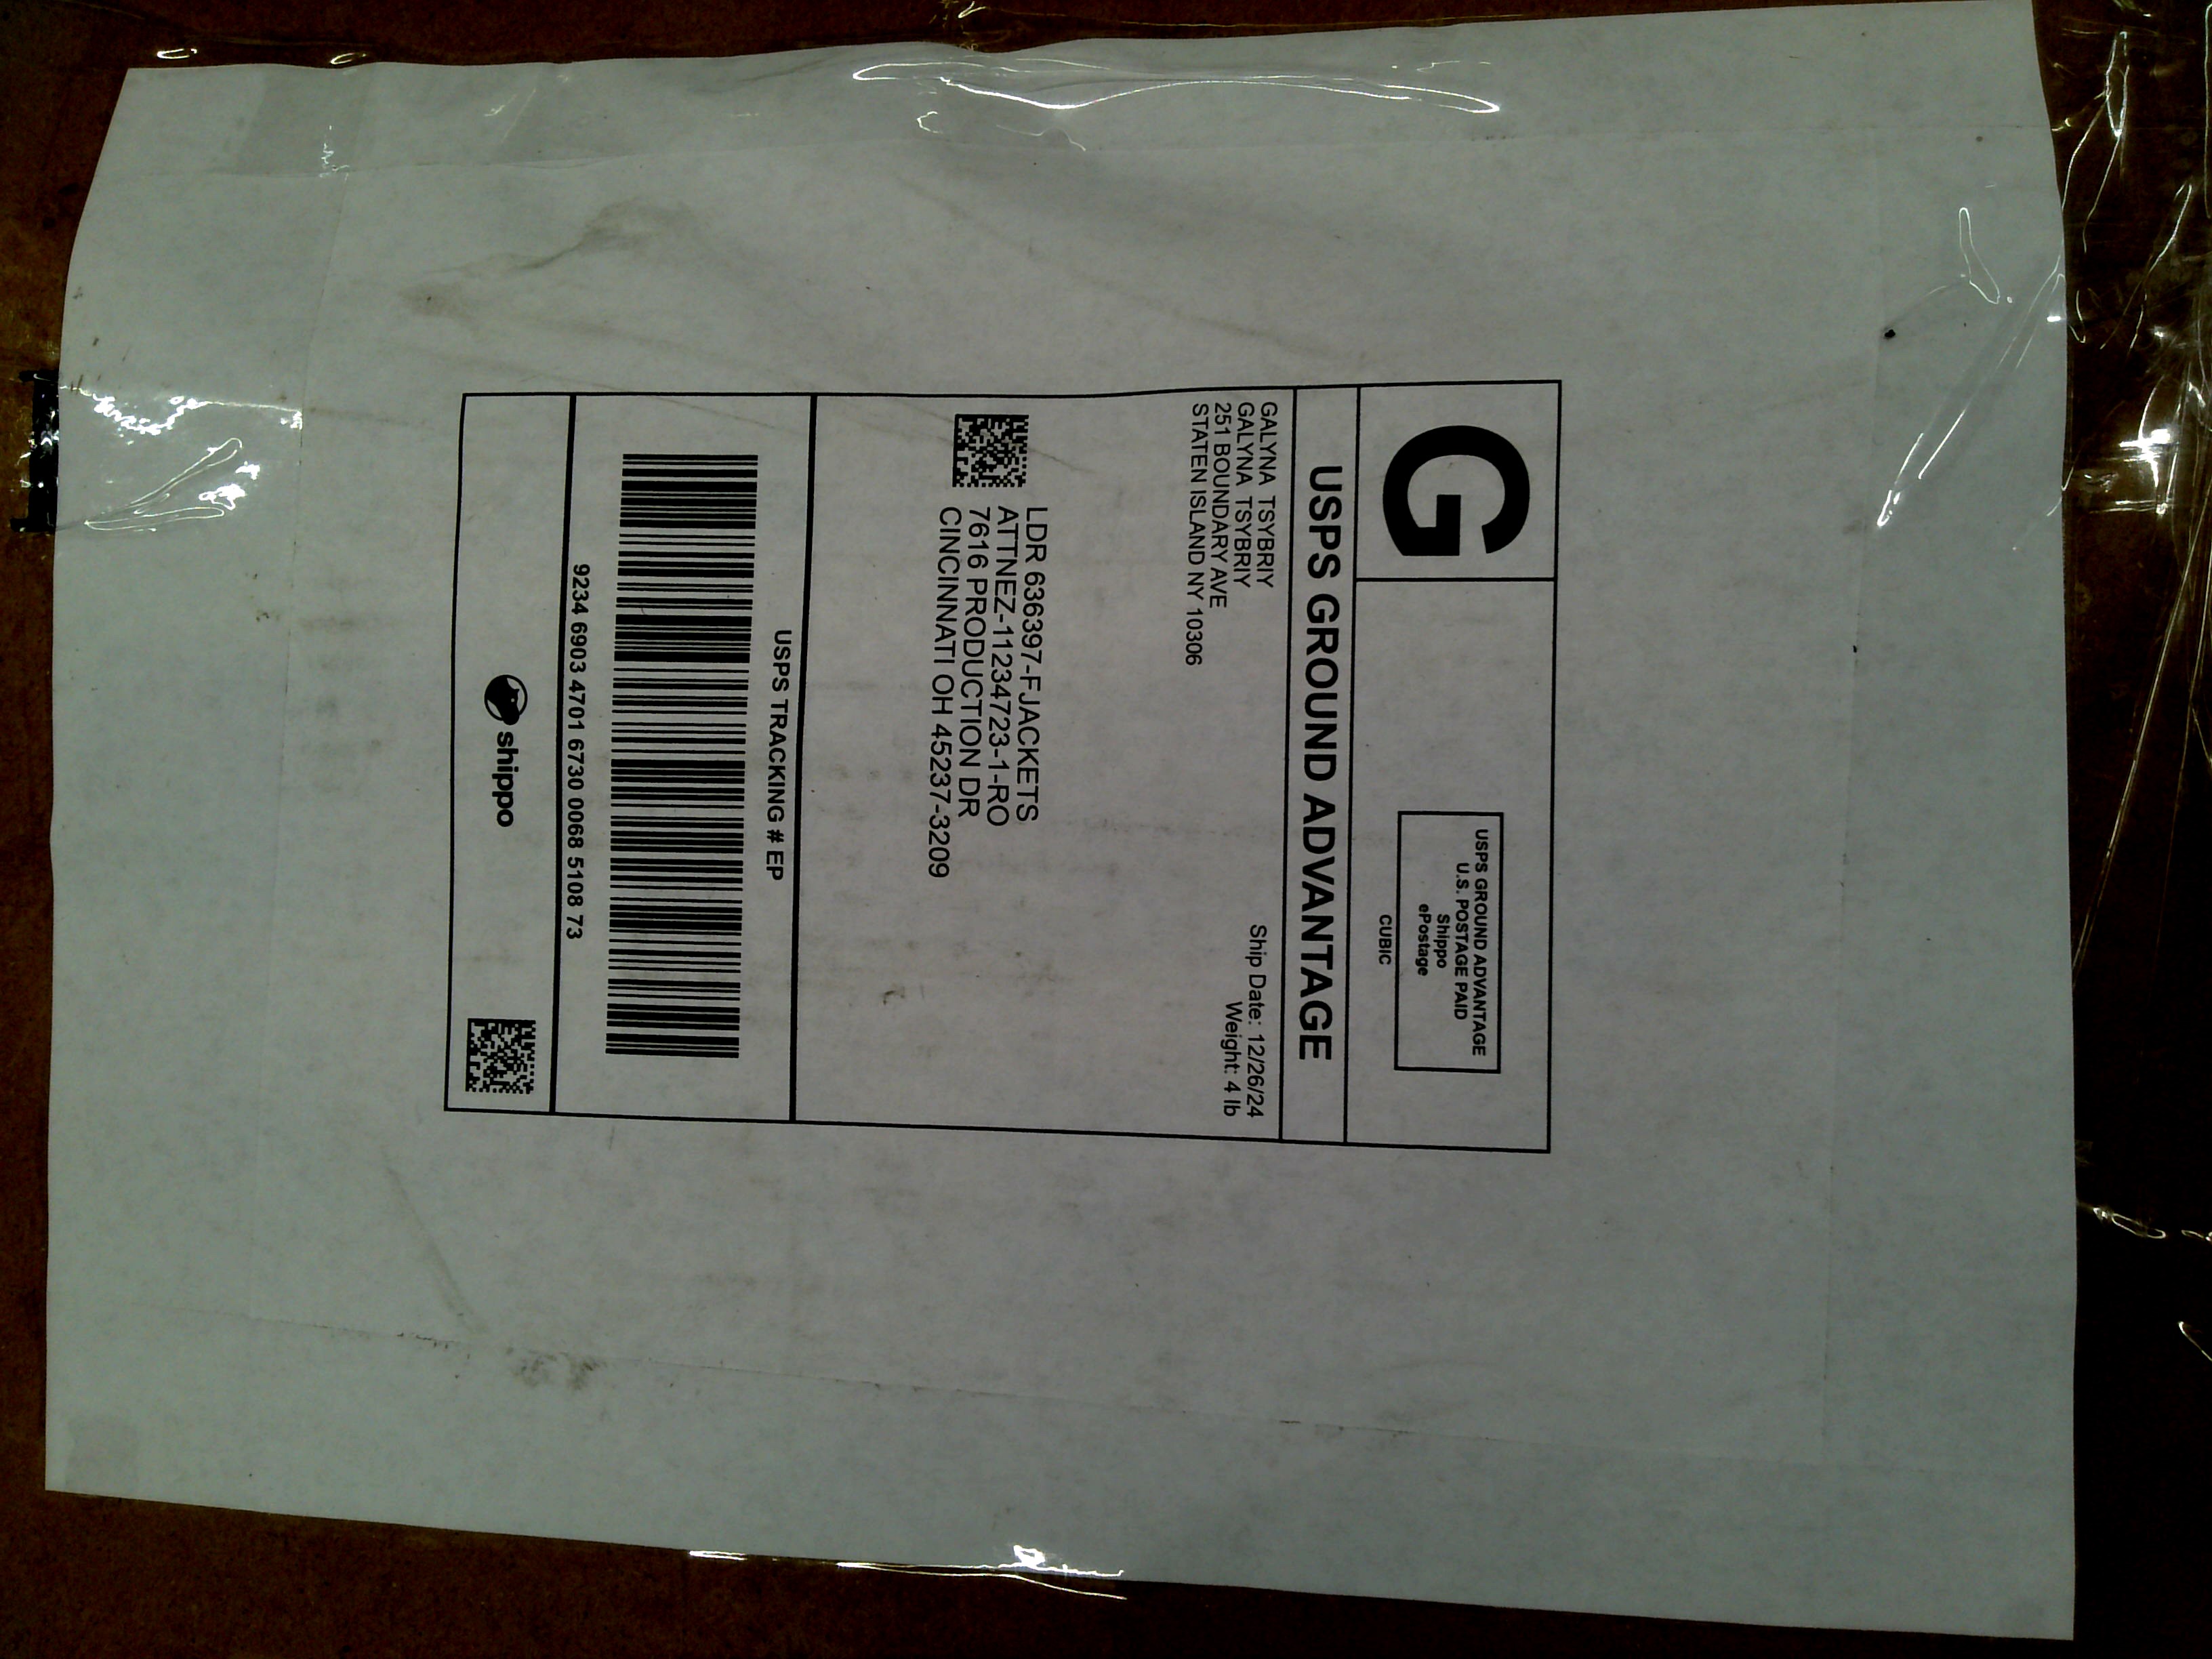 G
USPS GROUND ADVANTAGE
U.S. POSTAGE PAID
Shippo
ePostage
CUBIC
USPS GROUND ADVANTAGE
GALYNA TSYBRIY
GALYNA TSYBRIY
251 BOUNDARY AVE
STATEN ISLAND NY 10306
Ship Date: 12/26/24
Weight: 4 lb
LDR 636397-FJACKETS
ATTNEZ-11234723-1-RO
7616 PRODUCTION DR
CINCINNATI OH 45237-3209
USPS TRACKING # EP
9234 6903 4701 6730 0068 5108 73
shippo